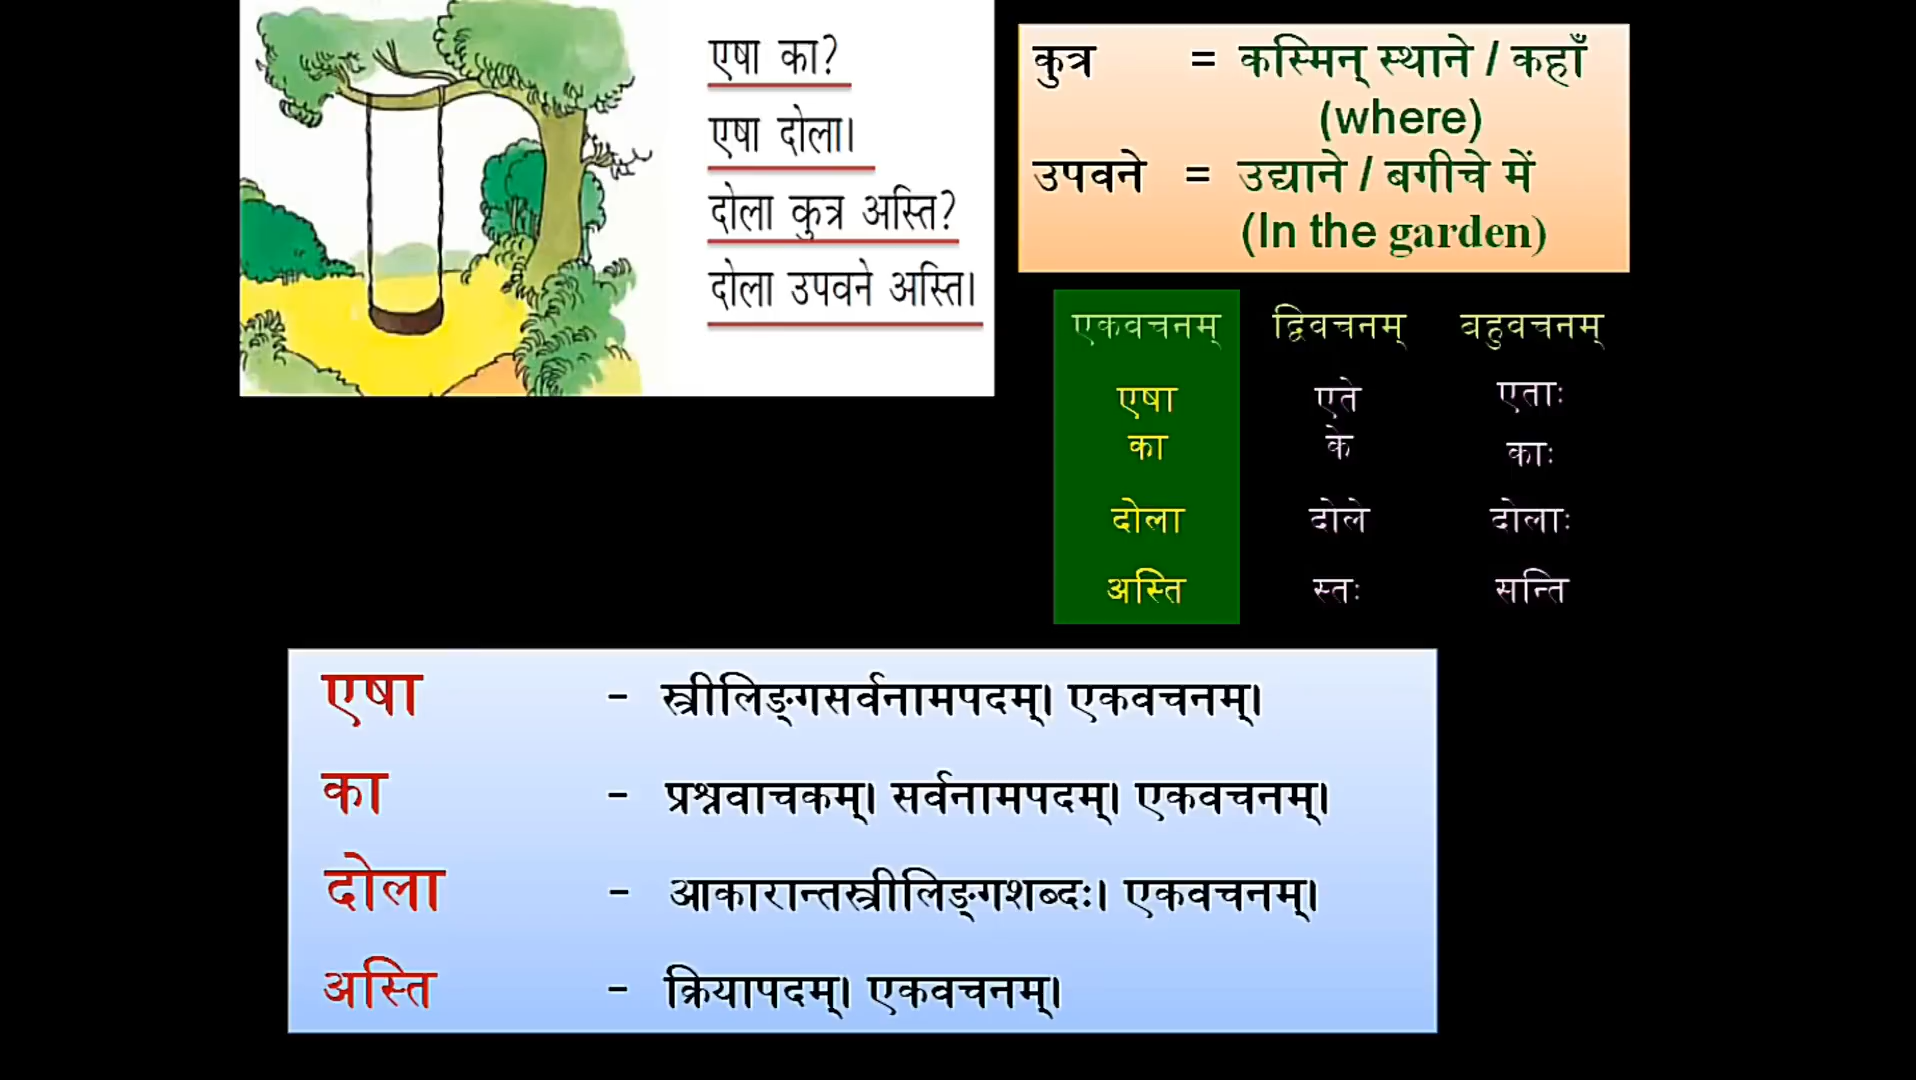 एषा का?
एषा दोला।
दोला कुत्र अस्ति?
दोला उपवने अस्ति।
कुत्र = कस्मिन् स्थाने / कहाँ
(where)
उपवने = उद्याने / बगीचे में
(In the garden)
एकवचनम् द्विवचनम् बहुवचनम्
एषा एते एताः
का के काः
दोला दोले दोलाः
अस्ति स्तः सन्ति
एषा - स्त्रीलिङ्गसर्वनामपदम्। एकवचनम्।
का - प्रश्नवाचकम्। सर्वनामपदम्। एकवचनम्।
दोला - आकारान्तस्त्रीलिङ्गशब्दः। एकवचनम्।
अस्ति - क्रियापदम्। एकवचनम्।